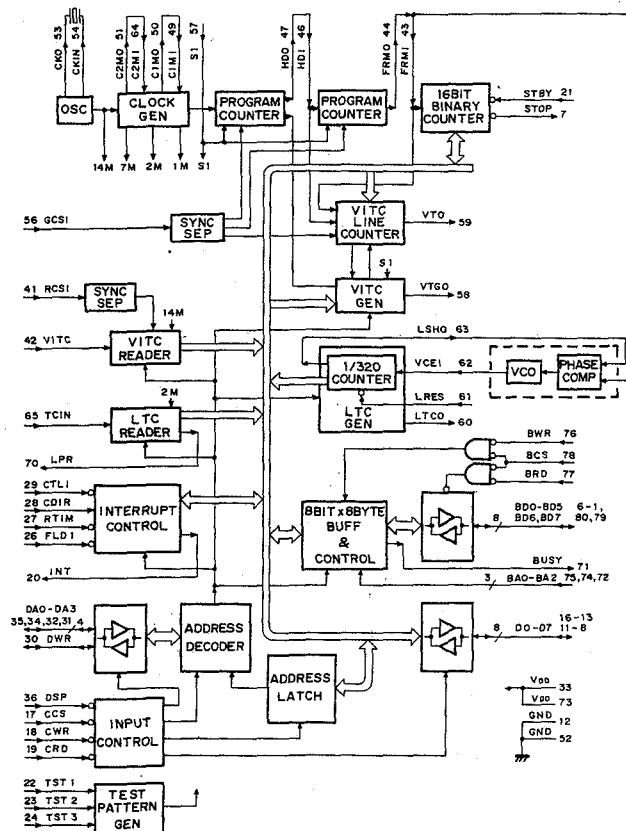 CKO 53
CKIN 54
C2MO 51
C2MI 64
C1MO 50
C1MI 49
S1 57
HDO 47
HDI 46
FRMO 44
FRMI 43
OSC
CLOCK GEN
PROGRAM COUNTER
PROGRAM COUNTER
16BIT BINARY COUNTER
STBY 21
STOP 7
14M
7M
2M
1M
S1
56 GCSI
SYNC SEP
VITC LINE COUNTER
VTO 59
S1
VITC GEN
VTGO 58
41 RCSI
SYNC SEP
14M
42 VITC
VITC READER
LSHO 63
1/320 COUNTER
LTC GEN
VCEI 62
VCO
PHASE COMP
LRES 61
LTCO 60
2M
65 TCIN
LTC READER
70 LPR
BWR 76
BCS 78
BRD 77
29 CTLI
28 CDIR
27 RTIM
26 FLDI
INTERRUPT CONTROL
20 INT
8BIT x 8BYTE BUFF & CONTROL
8
BD0-BD5 6-1,
BD6,BD7 80,79
BUSY 71
3 BA0-BA2 75,74,72
DA0-DA3
35,34,32,31 4
30 DWR
ADDRESS DECODER
ADDRESS LATCH
8 D0-D7 16-13
11-8
36 DSP
17 CCS
18 CWR
19 CRD
INPUT CONTROL
VDD 33
VDD 73
GND 12
GND 52
22 TST 1
23 TST 2
24 TST 3
TEST PATTERN GEN